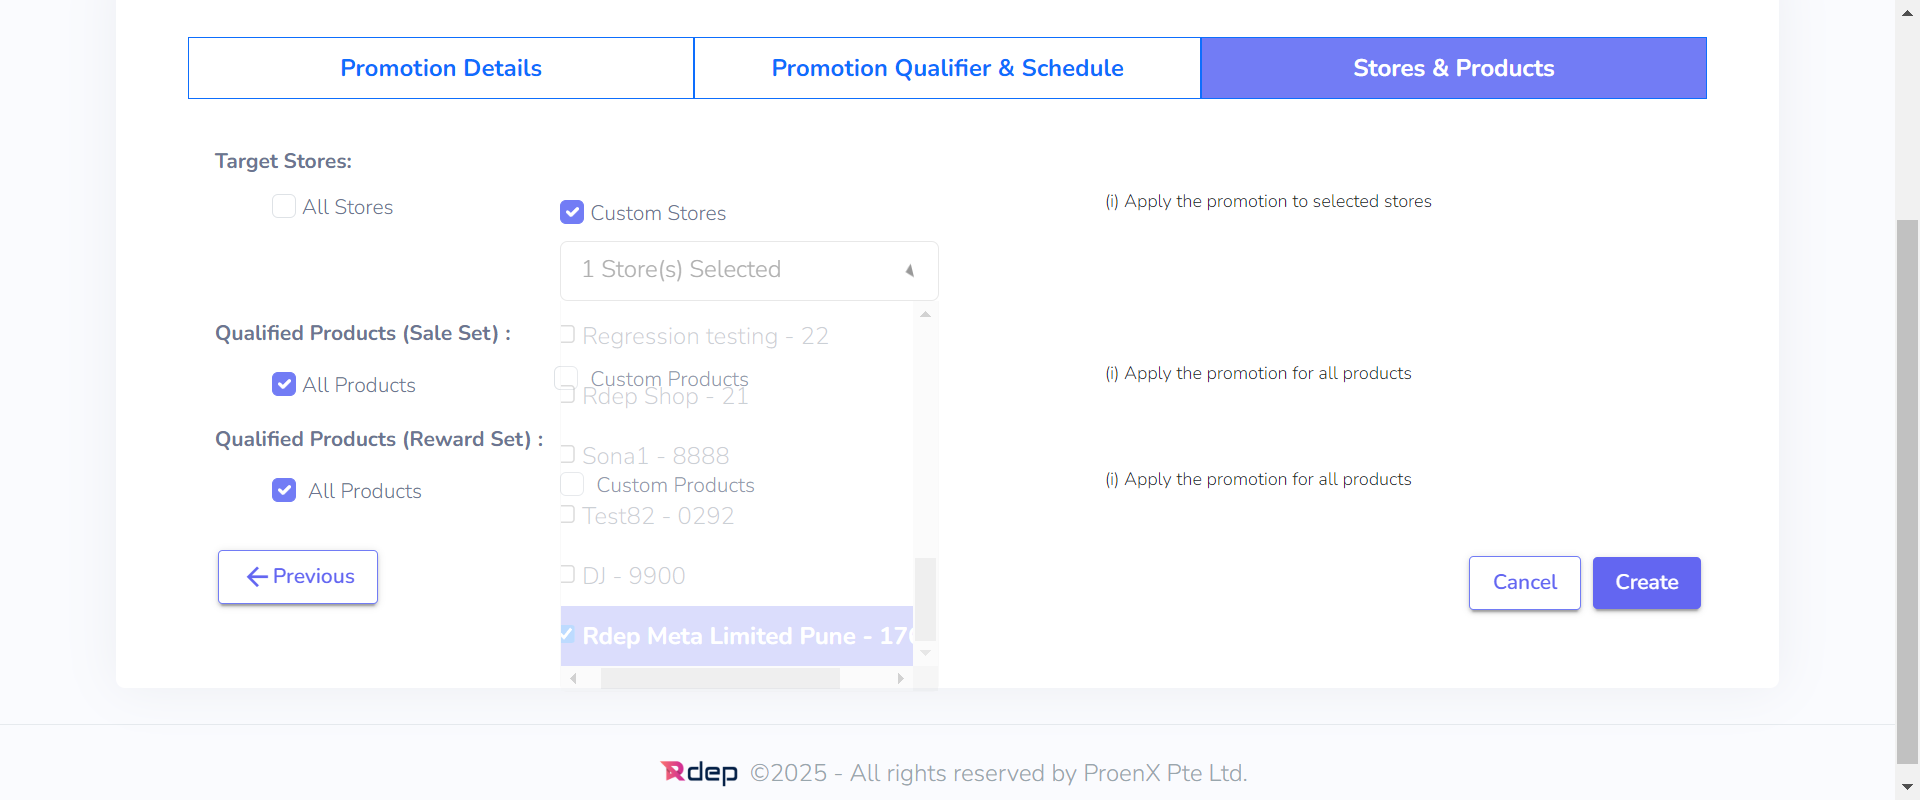 Promotion Details
Promotion Qualifier & Schedule
Stores & Products
Target Stores:
All Stores
Custom Stores
(i) Apply the promotion to selected stores
1 Store(s) Selected
Qualified Products (Sale Set) :
Regression testing - 22
All Products
Custom Products
(i) Apply the promotion for all products
Rdep Shop - 21
Qualified Products (Reward Set) :
Sona1 - 8888
All Products
Custom Products
(i) Apply the promotion for all products
Test82 - 0292
DJ - 9900
Previous
Cancel
Create
Rdep Meta Limited Pune -
Rdep ©2025 - All rights reserved by ProenX Pte Ltd.